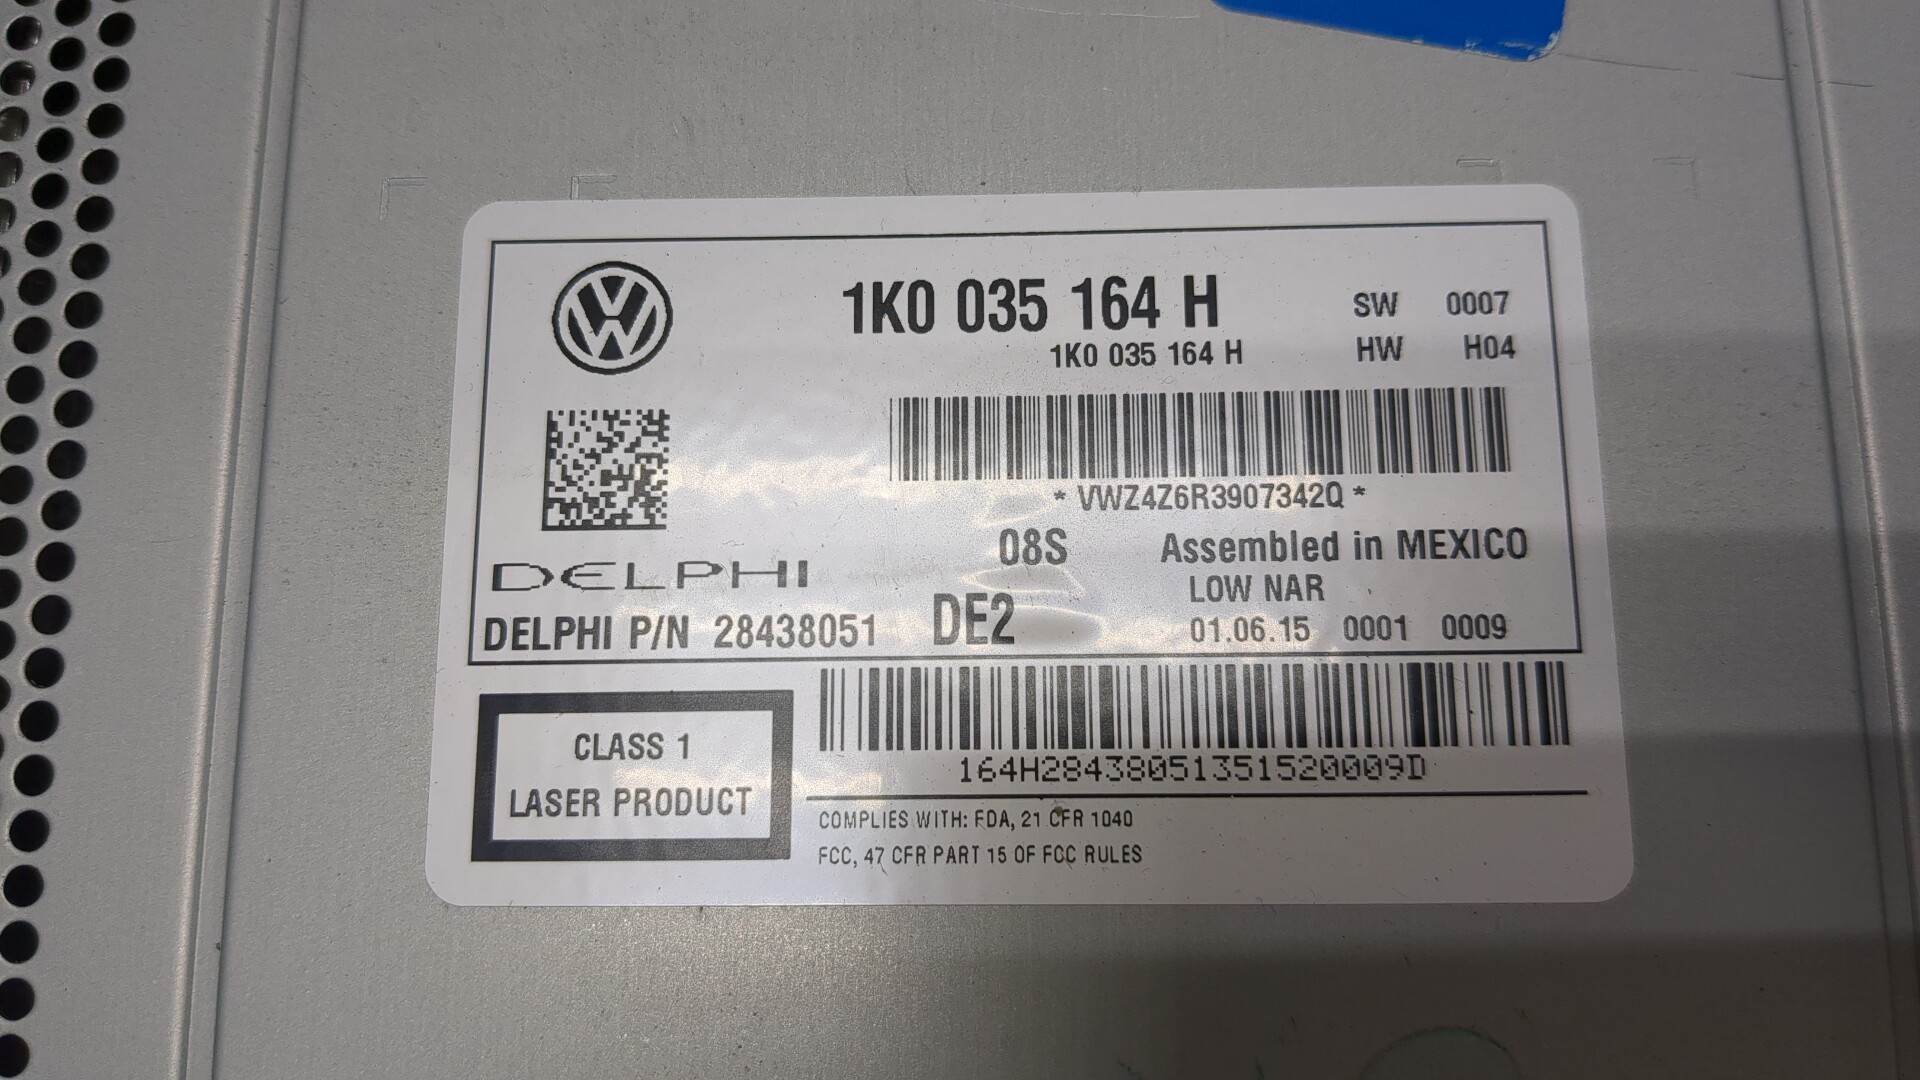 1K0 035 164 H
1K0 035 164 H
SW 0007
HW H04
* VWZ4Z6R3907342Q *
08S
Assembled in MEXICO
LOW NAR
DELPHI
DELPHI P/N 28438051
DE2
01.06.15 0001 0009
CLASS 1
LASER PRODUCT
164H28438051351520009D
COMPLIES WITH: FDA, 21 CFR 1040
FCC, 47 CFR PART 15 OF FCC RULES